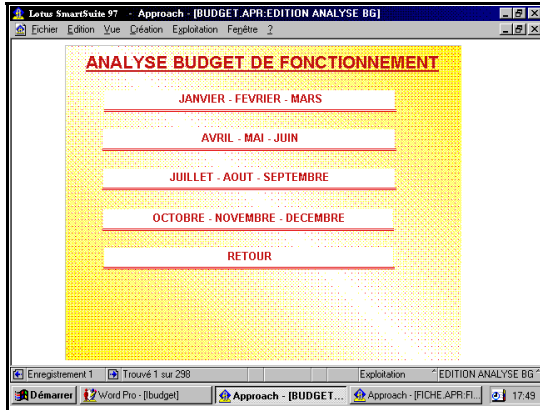 Lotus SmartSuite 97 - Approach - [BUDGET.APR:EDITION ANALYSE BG]
Fichier Edition Vue Création Exploitation Fenêtre ?
ANALYSE BUDGET DE FONCTIONNEMENT
JANVIER - FEVRIER - MARS
AVRIL - MAI - JUIN
JUILLET - AOUT - SEPTEMBRE
OCTOBRE - NOVEMBRE - DECEMBRE
RETOUR
Enregistrement 1 Trouvé 1 sur 298 Exploitation EDITION ANALYSE BG
Démarrer Word Pro - [lbudget] Approach - [BUDGET... Approach - [FICHE.APR:FI... 17:49